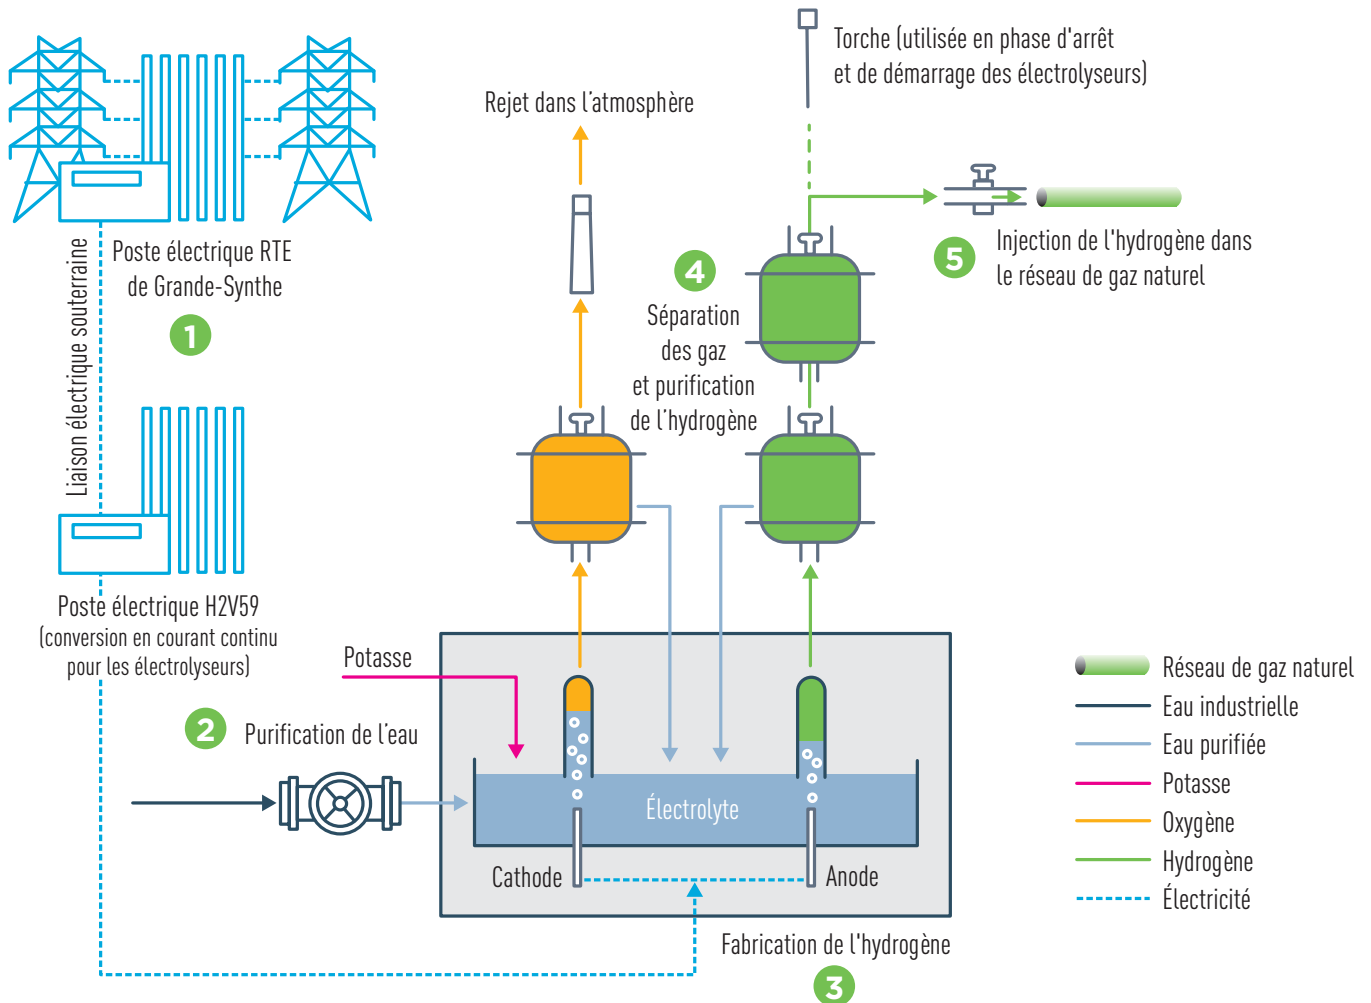 Torche (utilisée en phase d'arrêt
et de démarrage des électrolyseurs)
Rejet dans l'atmosphère
Poste électrique RTE
de Grande-Synthe
1
Liaison électrique souterraine
4
Séparation
des gaz
et purification
de l'hydrogène
5
Injection de l'hydrogène dans
le réseau de gaz naturel
Poste électrique H2V59
(conversion en courant continu
pour les électrolyseurs)
Potasse
2
Purification de l'eau
Électrolyte
Cathode
Anode
Fabrication de l'hydrogène
3
Réseau de gaz naturel
Eau industrielle
Eau purifiée
Potasse
Oxygène
Hydrogène
Électricité